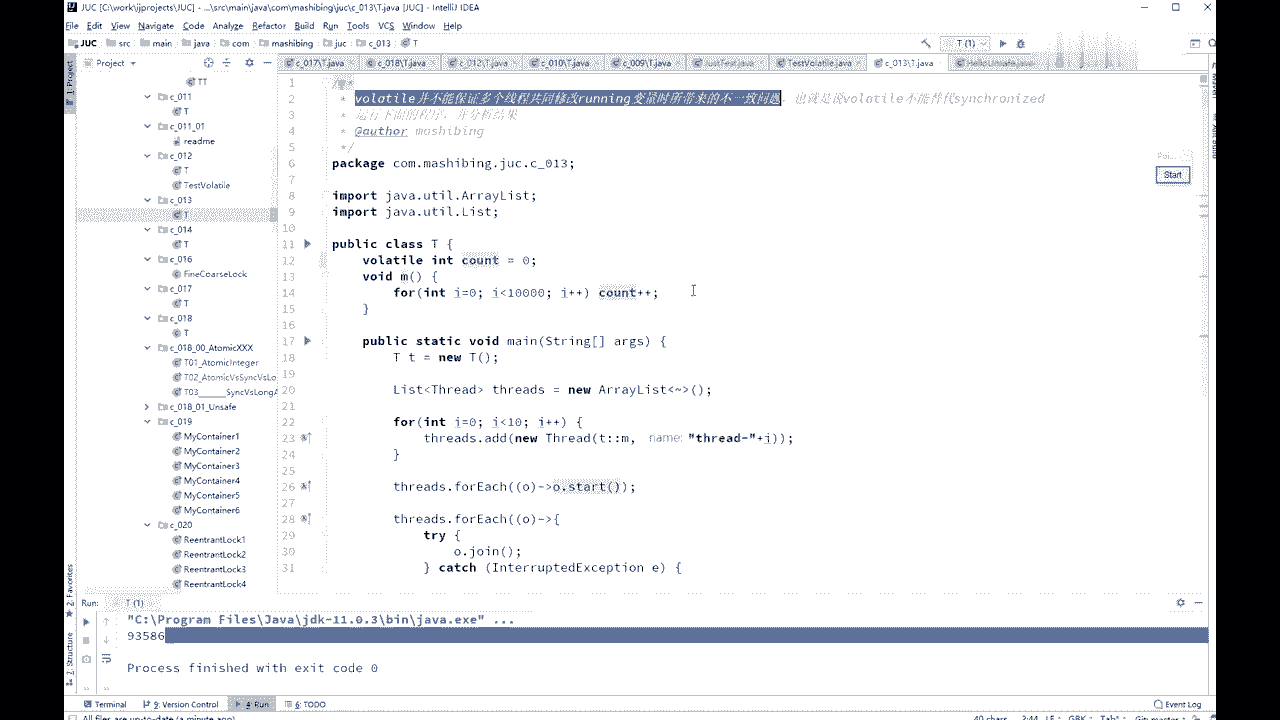 JUC [C:\work\ijprojects\JUC] - ...\src\main\java\com\mashibing\juc\c_013\T.java [JUC] - IntelliJ IDEA
File Edit View Navigate Code Analyze Refactor Build Run Tools VCS Window Help
JUC src main java com mashibing juc c_013 T T (1)
Project c_017\T.java c_018\T.java c_010\T.java c_009\T.java TestVolatile.java c_013\T.java
1: Project
TT
c_011
T
c_011_01
readme
c_012
T
TestVolatile
c_013
T
c_014
T
c_016
FineCoarseLock
c_017
T
c_018
T
c_018_00_AtomicXXX
T01_AtomicInteger
T02_AtomicVsSyncVsLo
T03______SyncVsLongA
c_018_01_Unsafe
c_019
MyContainer1
MyContainer2
MyContainer3
MyContainer4
MyContainer5
MyContainer6
c_020
ReentrantLock1
ReentrantLock2
ReentrantLock3
ReentrantLock4
1 /**
2 * volatile并不能保证多个线程共同修改running变量时所带来的不一致问题，也就是说volatile不能替代synchronized
3 * 运行下面的程序，并分析结果
4 * @author mashibing
5 */
6 package com.mashibing.juc.c_013;
7
8 import java.util.ArrayList;
9 import java.util.List;
10
11 public class T {
12 volatile int count = 0;
13 void m() {
14 for(int i=0; i<10000; i++) count++;
15 }
16
17 public static void main(String[] args) {
18 T t = new T();
19
20 List<Thread> threads = new ArrayList<~>();
21
22 for(int i=0; i<10; i++) {
23 threads.add(new Thread(t::m, name: "thread-"+i));
24 }
25
26 threads.forEach((o)->o.start());
27
28 threads.forEach((o)->{
29 try {
30 o.join();
31 } catch (InterruptedException e) {
Start
2: Favorites
7: Structure
Run: T (1)
"C:\Program Files\Java\jdk-11.0.3\bin\java.exe" ...
93586
Process finished with exit code 0
Terminal 9: Version Control 4: Run 6: TODO Event Log
All files are up-to-date (a minute ago) 40 chars 2:44 LF GBK Tab* Git: master